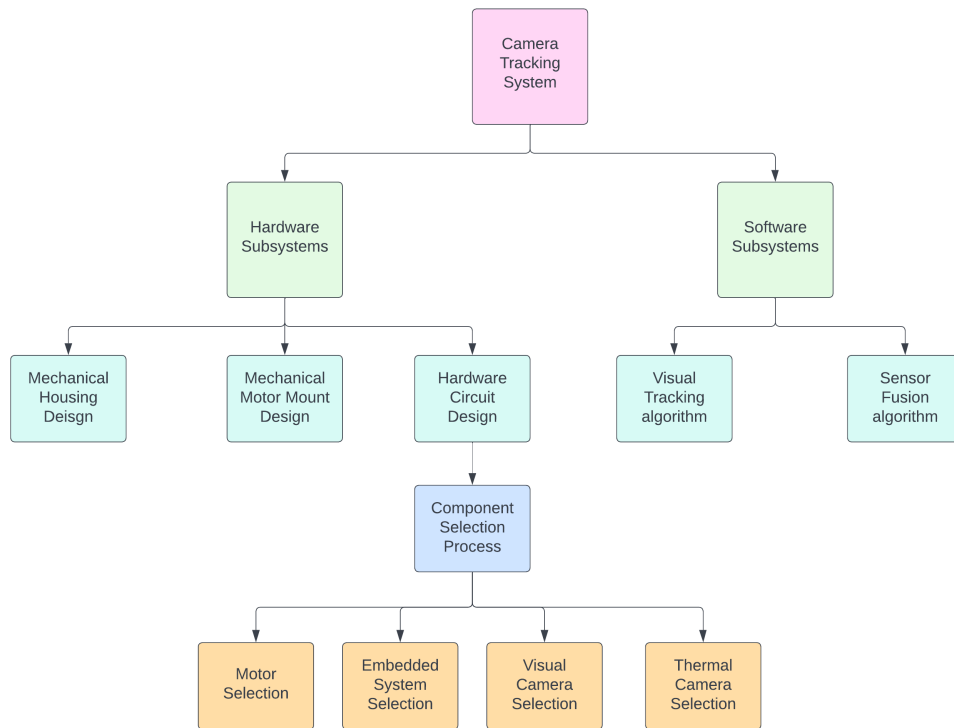 Camera
Tracking
System
Hardware
Subsystems
Software
Subsystems
Mechanical
Housing
Deisgn
Mechanical
Motor Mount
Design
Hardware
Circuit
Design
Visual
Tracking
algorithm
Sensor
Fusion
algorithm
Component
Selection
Process
Motor
Selection
Embedded
System
Selection
Visual
Camera
Selection
Thermal
Camera
Selection